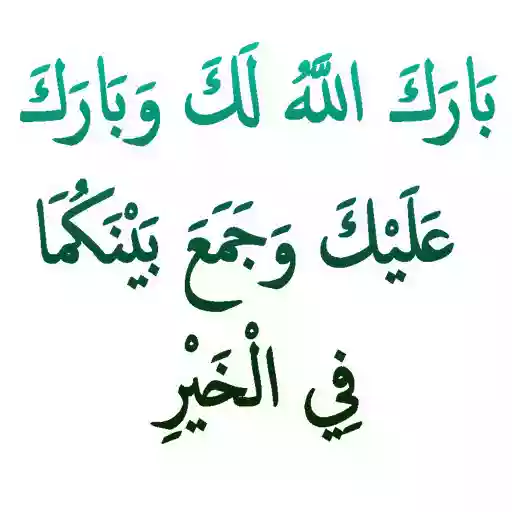 بَارَكَ اللَّهُ لَكَ وَبَارَكَ
عَلَيْكَ وَجَمَعَ بَيْنَكُمَا
فِي الْخَيْرِ